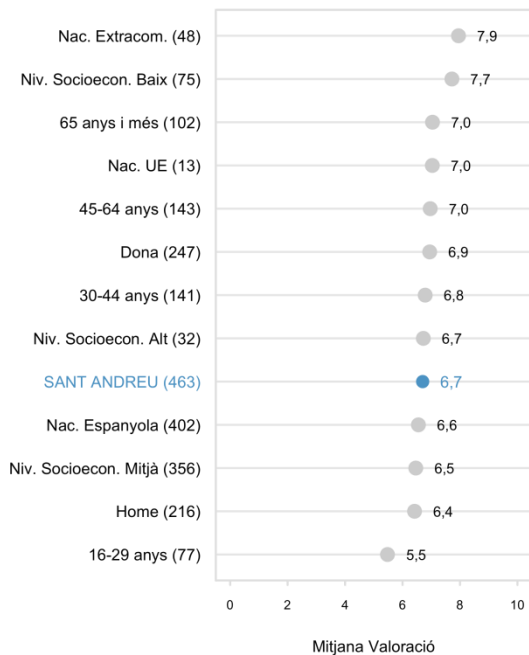 Nac. Extracom. (48) 7,9
Niv. Socioecon. Baix (75) 7,7
65 anys i més (102) 7,0
Nac. UE (13) 7,0
45-64 anys (143) 7,0
Dona (247) 6,9
30-44 anys (141) 6,8
Niv. Socioecon. Alt (32) 6,7
SANT ANDREU (463) 6,7
Nac. Espanyola (402) 6,6
Niv. Socioecon. Mitjà (356) 6,5
Home (216) 6,4
16-29 anys (77) 5,5
0 2 4 6 8 10
Mitjana Valoració